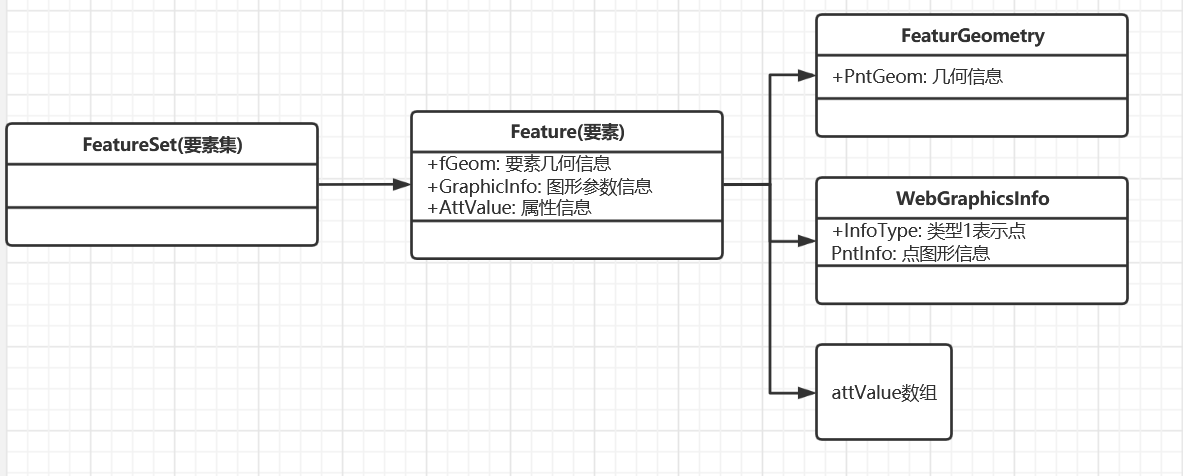 FeatureSet(要素集)
Feature(要素)
+fGeom: 要素几何信息
+GraphicInfo: 图形参数信息
+AttValue: 属性信息
FeaturGeometry
+PntGeom: 几何信息
WebGraphicsInfo
+InfoType: 类型1表示点
PntInfo: 点图形信息
attValue数组